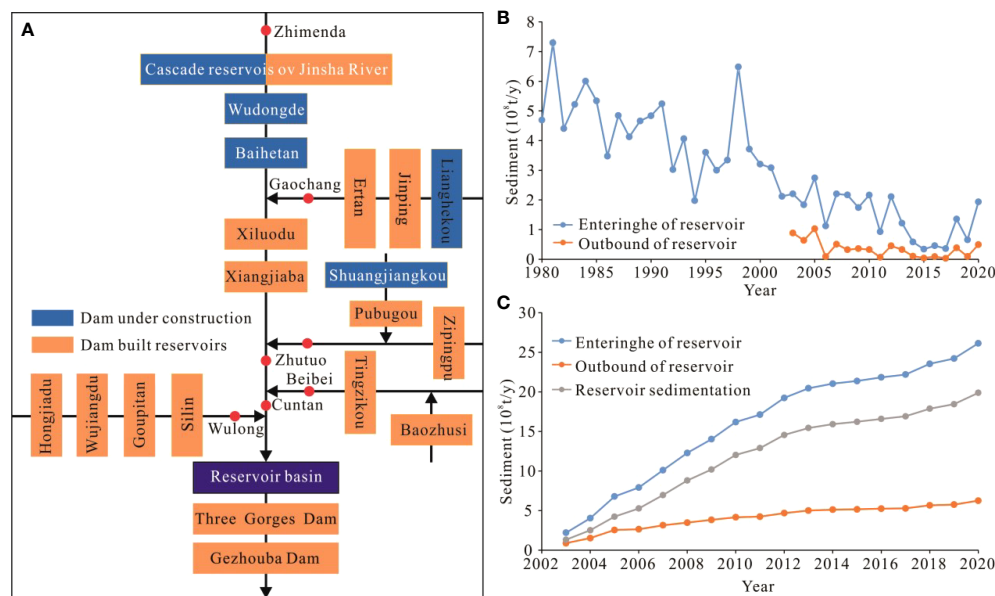 A
Zhimenda
Cascade reservois ov Jinsha River
Wudongde
Baihetan
Gaochang
Ertan
Jinping
Lianghekou
Xiluodu
Xiangjiaba
Shuangjiangkou
Pubugou
Zipingpu
Dam under construction
Dam built reservoirs
Zhutuo
Beibei
Tingzikou
Cuntan
Baozhusi
Hongjiadu
Wujiangdu
Goupitan
Silin
Wulong
Reservoir basin
Three Gorges Dam
Gezhouba Dam
B
Sediment (10⁸t/y)
8
7
6
5
4
3
2
1
0
Enteringhe of reservoir
Outbound of reservoir
1980 1985 1990 1995 2000 2005 2010 2015 2020
Year
C
Sediment (10⁸t/y)
30
25
20
15
10
5
0
Enteringhe of reservoir
Outbound of reservoir
Reservoir sedimentation
2002 2004 2006 2008 2010 2012 2014 2016 2018 2020
Year